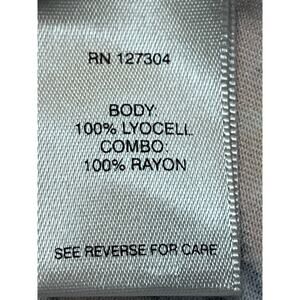 RN 127304
BODY:
100% LYOCELL
COMBO:
100% RAYON
SEE REVERSE FOR CARE